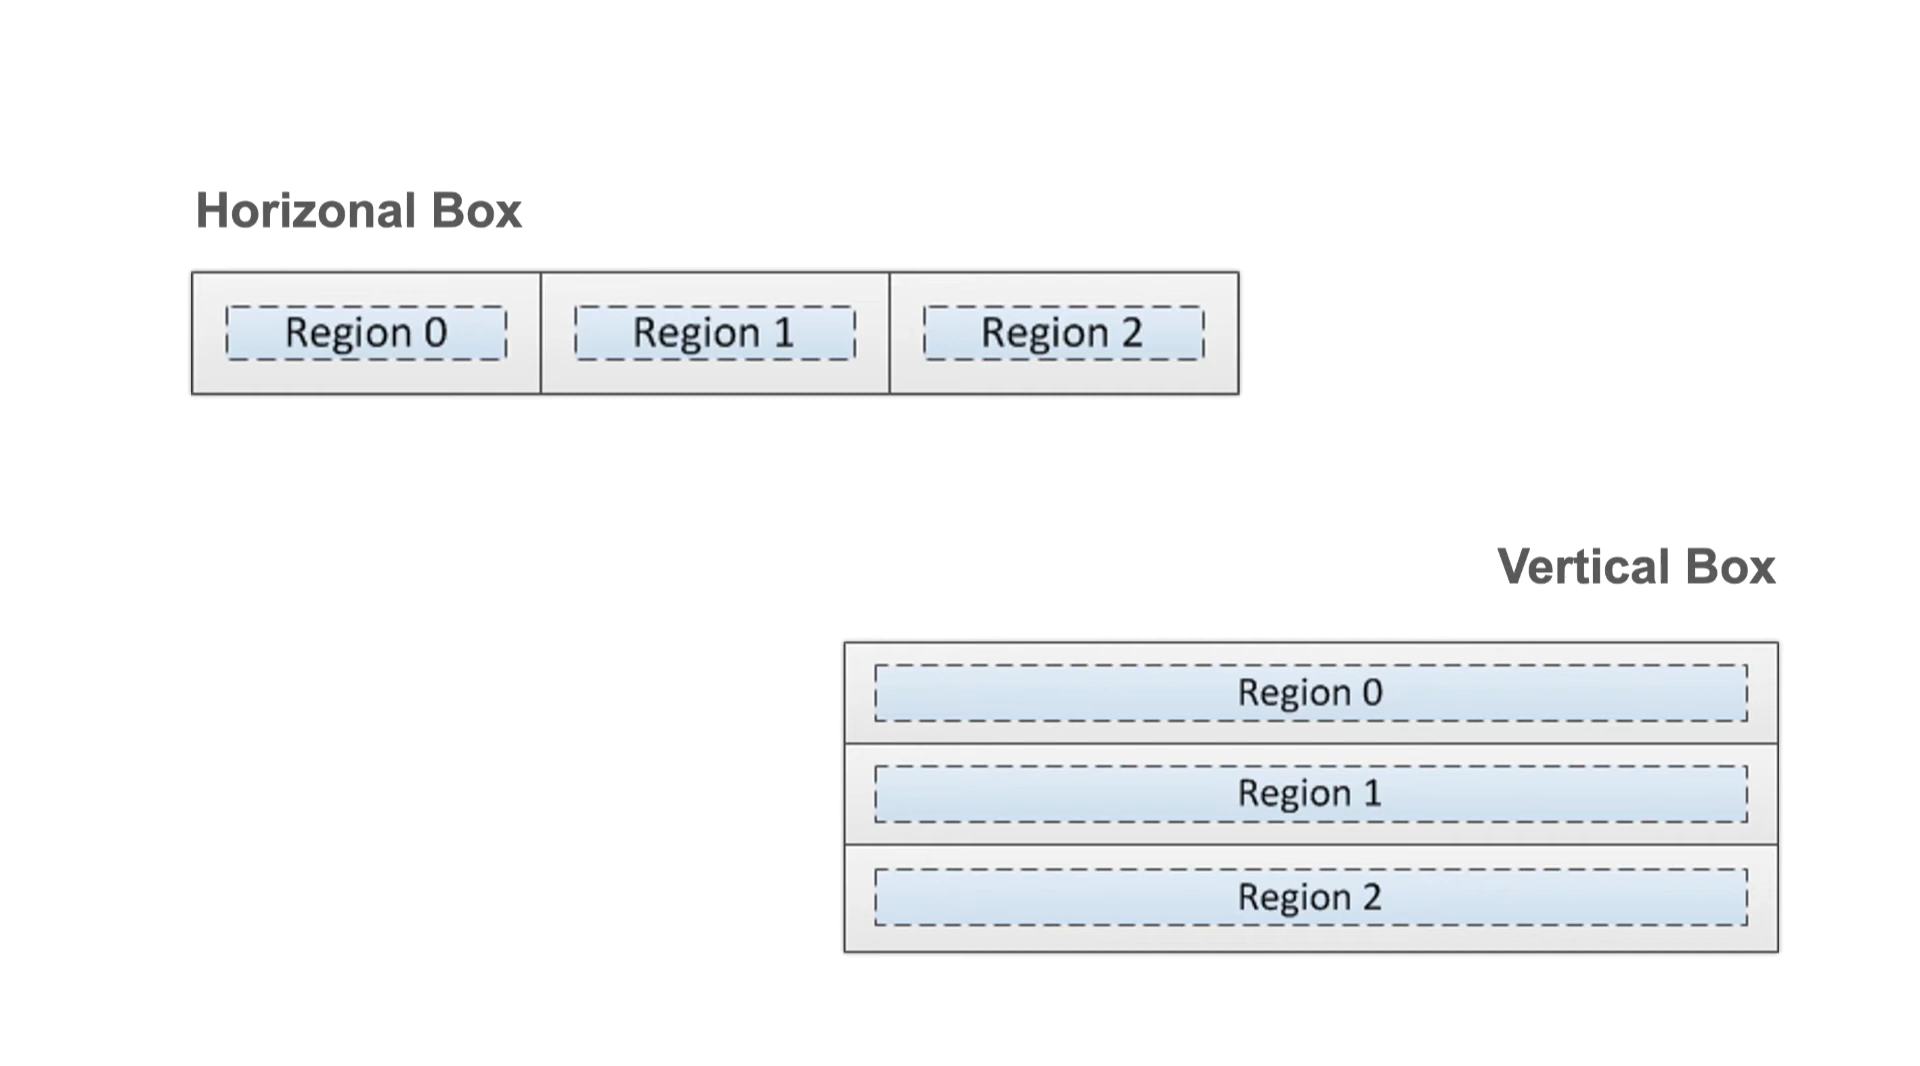 Horizonal Box
Region 0 Region 1 Region 2
Vertical Box
Region 0
Region 1
Region 2